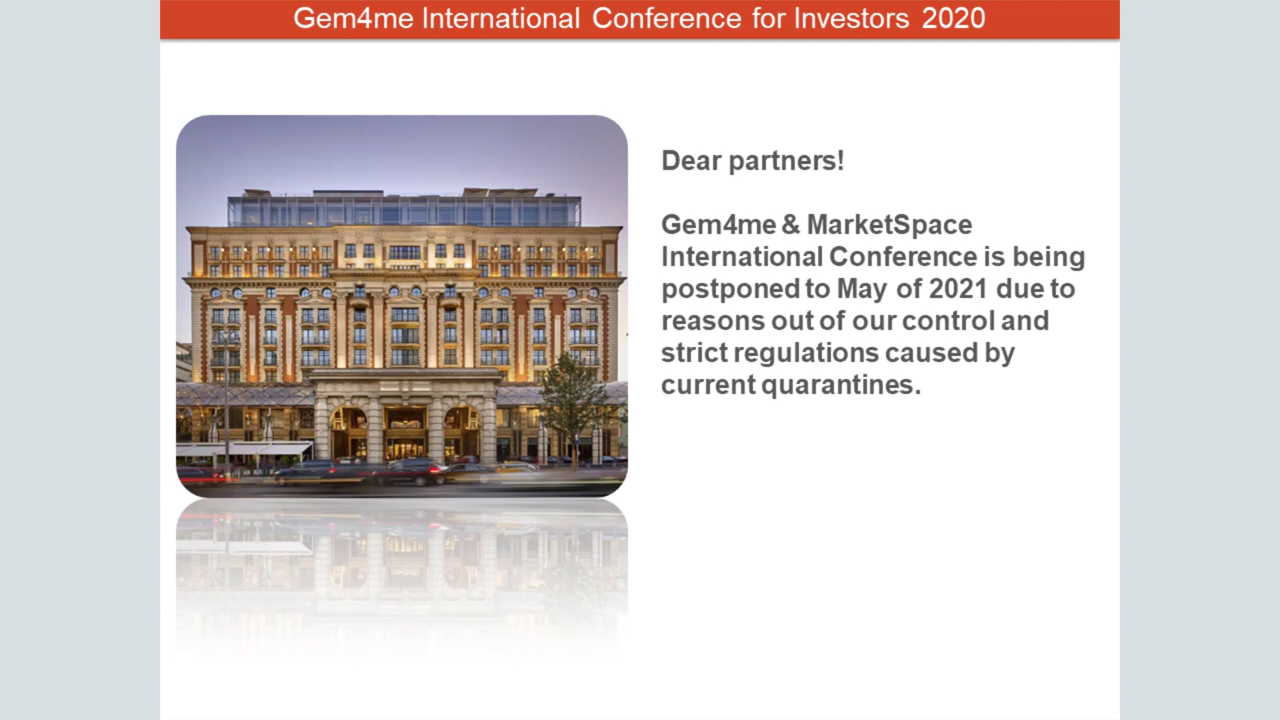 Gem4me International Conference for Investors 2020
Dear partners!
Gem4me & MarketSpace
International Conference is being
postponed to May of 2021 due to
reasons out of our control and
strict regulations caused by
current quarantines.